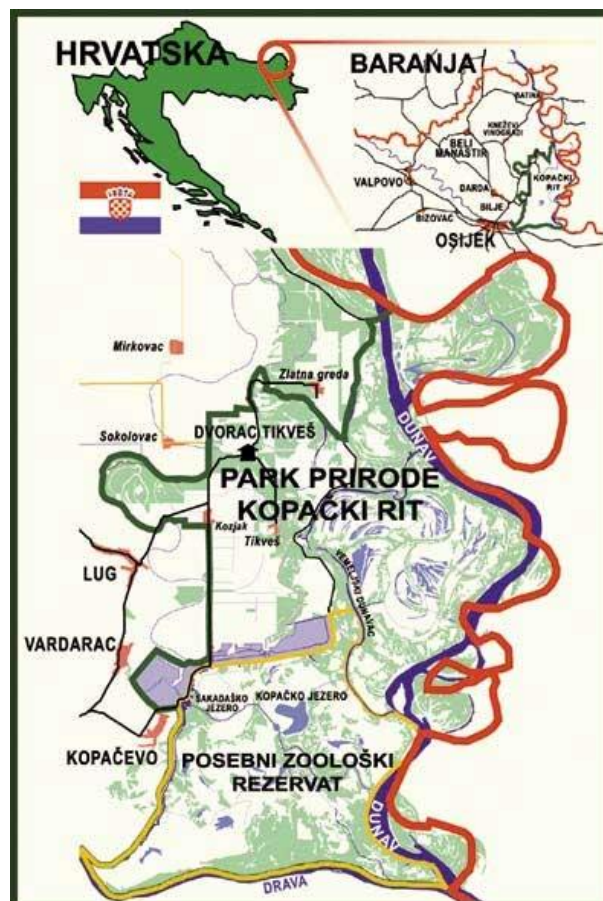 HRVATSKA
BARANJA
BATINA
KNEŽEVI
VINOGRADI
BELI
MANASTIR
VALPOVO
DARDA
KOPAČKI
RIT
BILJE
BIZOVAC
OSIJEK
Mirkovac
Zlatna greda
DUNAV
Sokolovac
DVORAC TIKVEŠ
PARK PRIRODE
KOPAČKI RIT
Kozjak
Tikveš
VEMELJSKI DUNAVAC
LUG
VARDARAC
SAKADAŠKO
JEZERO
KOPAČKO JEZERO
KOPAČEVO
POSEBNI ZOOLOŠKI
REZERVAT
DUNAV
DRAVA